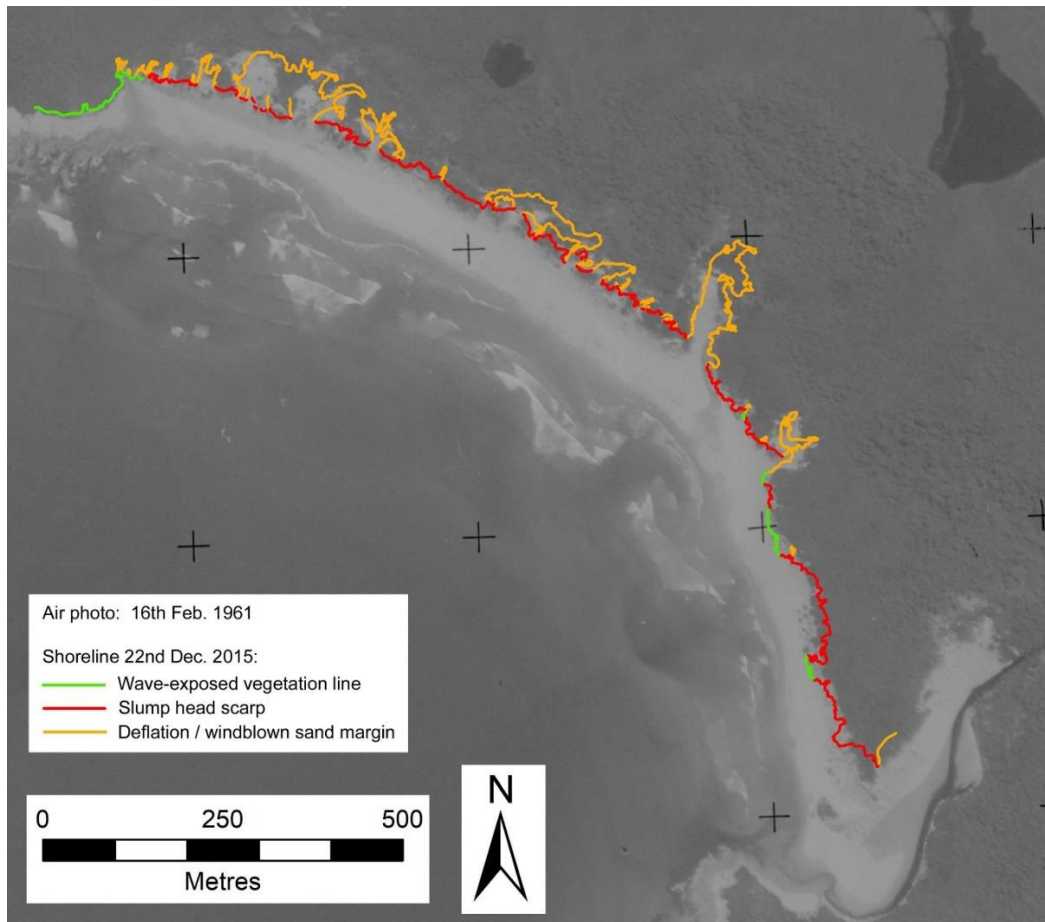 Air photo: 16th Feb. 1961
Shoreline 22nd Dec. 2015:
Wave-exposed vegetation line
Slump head scarp
Deflation / windblown sand margin
0 250 500
Metres
N